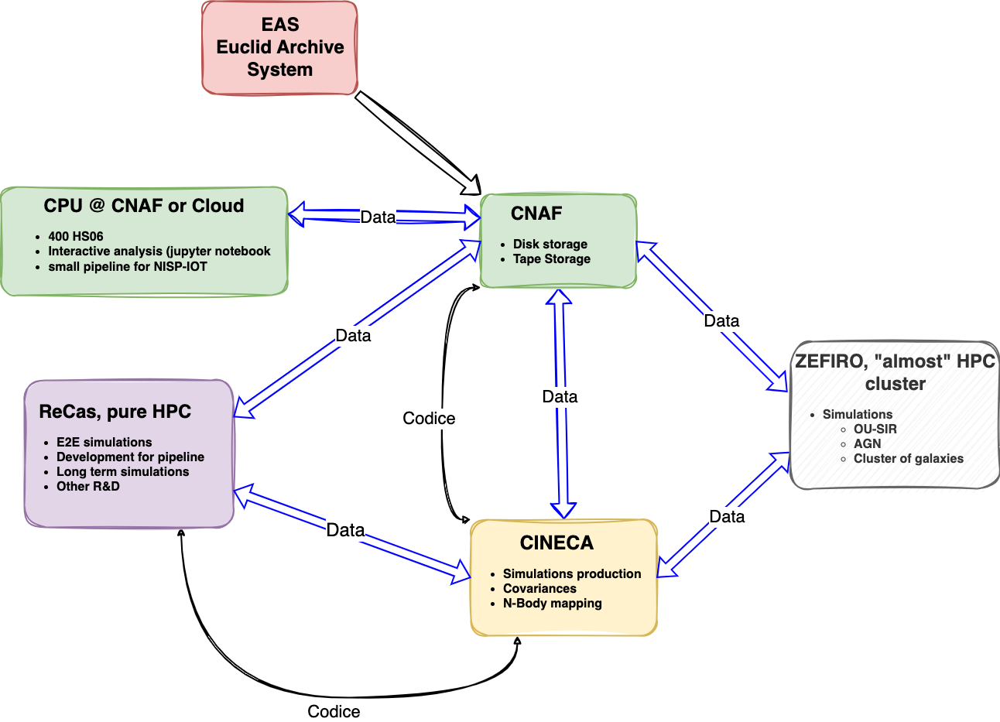 EAS
Euclid Archive
System
CPU @ CNAF or Cloud
400 HS06
Interactive analysis (jupyter notebook
small pipeline for NISP-IOT
Data
CNAF
Disk storage
Tape Storage
Data
Data
ZEFIRO, "almost" HPC
cluster
Simulations
OU-SIR
AGN
Cluster of galaxies
ReCas, pure HPC
E2E simulations
Development for pipeline
Long term simulations
Other R&D
Codice
Data
Data
Data
CINECA
Simulations production
Covariances
N-Body mapping
Codice